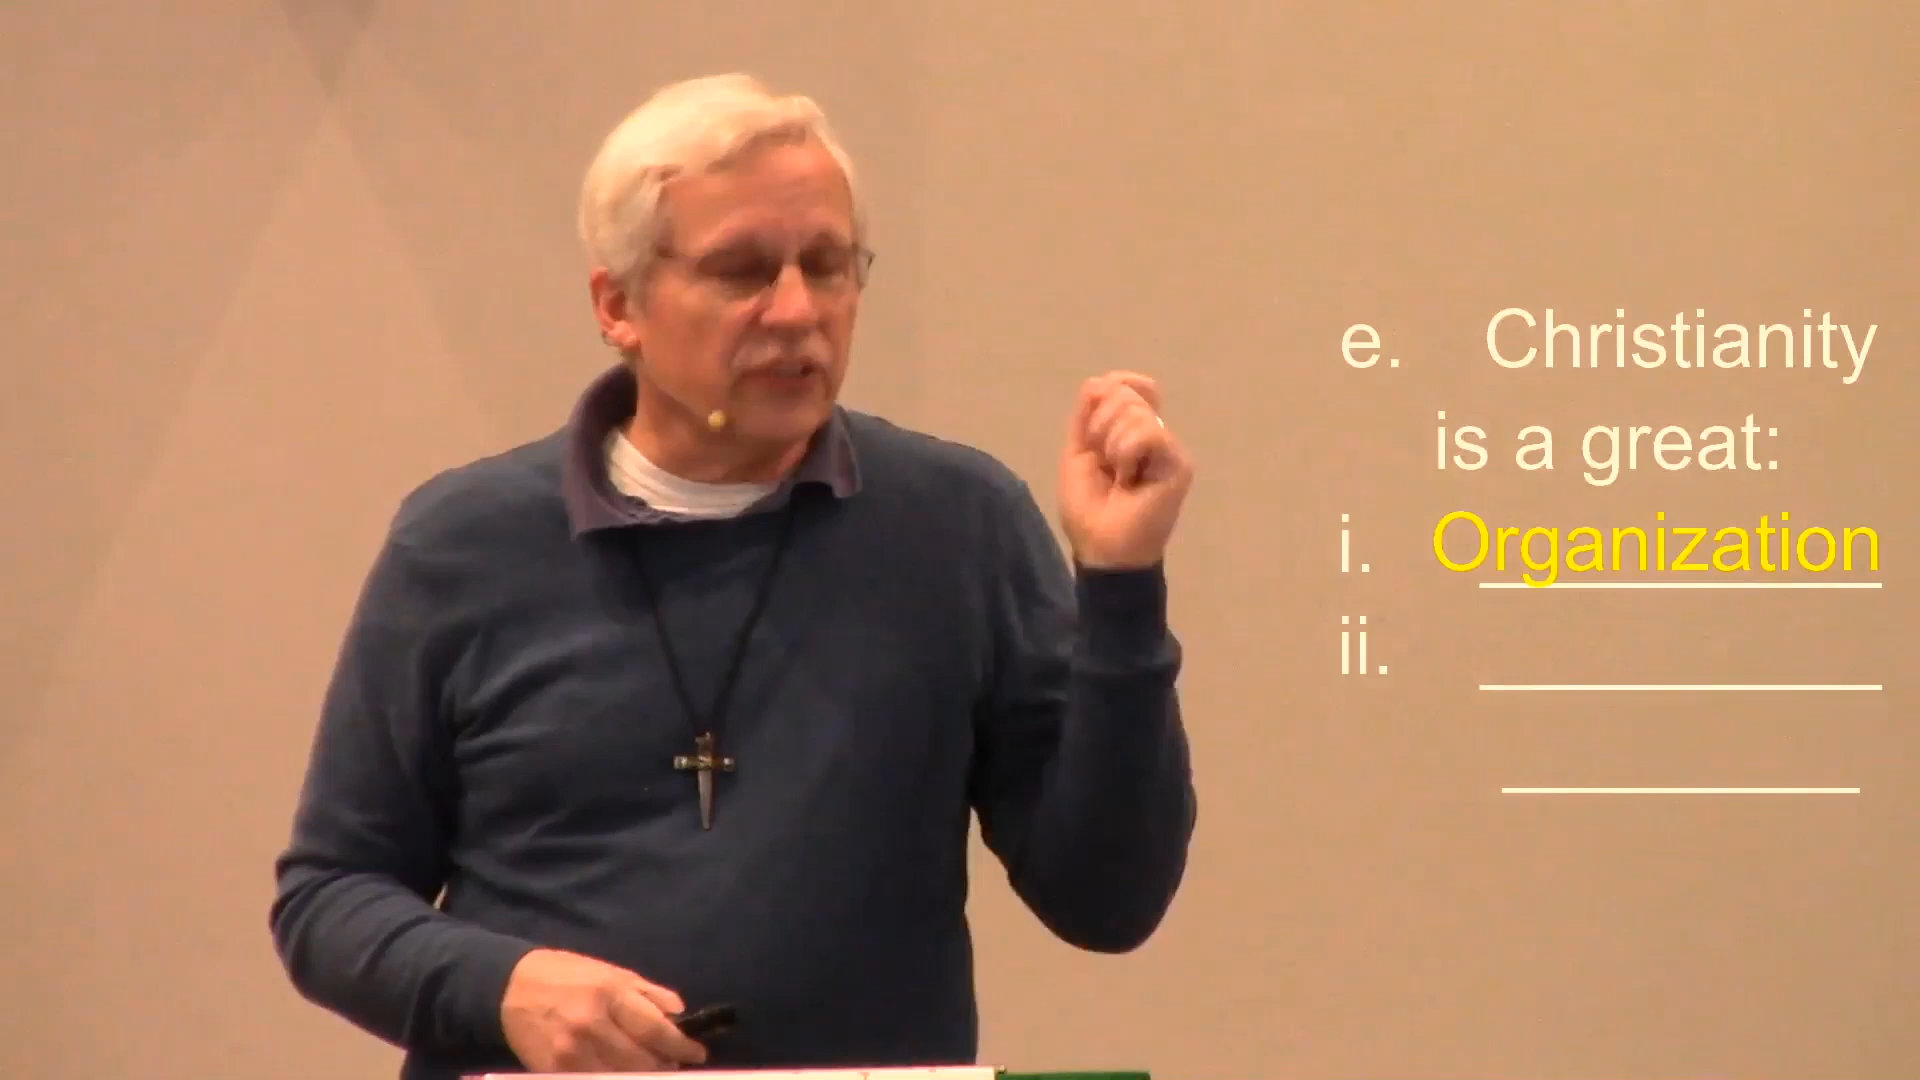 e. Christianity
is a great:
i. Organization
ii.